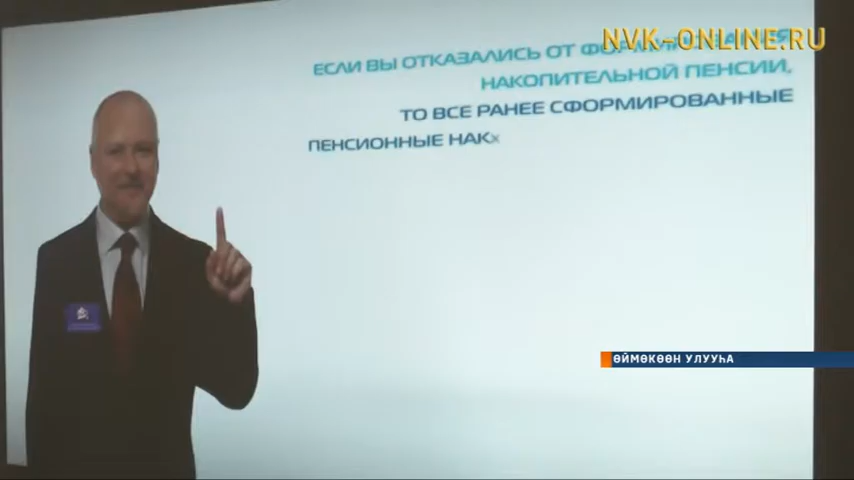 NVK-ONLINE.RU
ЕСЛИ ВЫ ОТКАЗАЛИСЬ ОТ
НАКОПИТЕЛЬНОЙ ПЕНСИИ,
ТО ВСЕ РАНЕЕ СФОРМИРОВАННЫЕ
ПЕНСИОННЫЕ НАК
ӨЙМӨКӨӨН УЛУУҺА